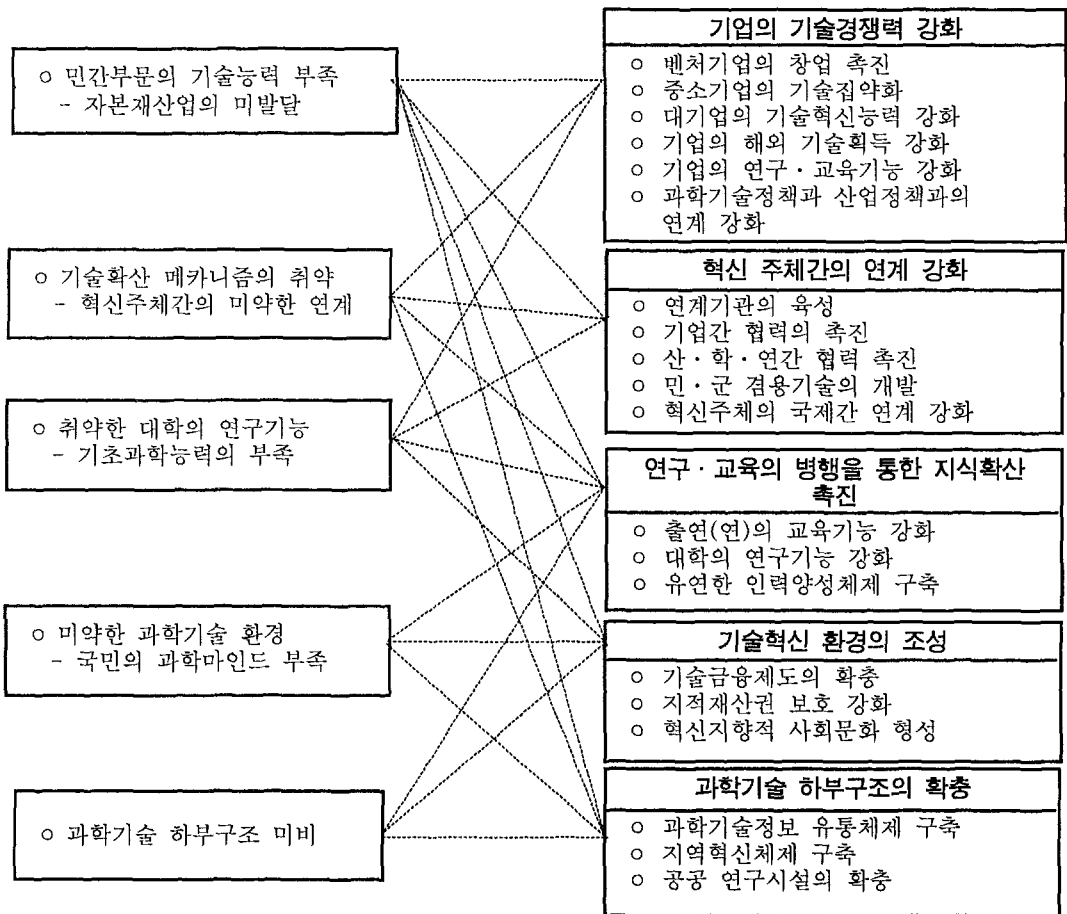 ○ 민간부문의 기술능력 부족
- 자본재산업의 미발달
○ 기술확산 메카니즘의 취약
- 혁신주체간의 미약한 연계
○ 취약한 대학의 연구기능
- 기초과학능력의 부족
○ 미약한 과학기술 환경
- 국민의 과학마인드 부족
○ 과학기술 하부구조 미비
기업의 기술경쟁력 강화
○ 벤처기업의 창업 촉진
○ 중소기업의 기술집약화
○ 대기업의 기술혁신능력 강화
○ 기업의 해외 기술획득 강화
○ 기업의 연구·교육기능 강화
○ 과학기술정책과 산업정책과의
연계 강화
혁신 주체간의 연계 강화
○ 연계기관의 육성
○ 기업간 협력의 촉진
○ 산·학·연간 협력 촉진
○ 민·군 겸용기술의 개발
○ 혁신주체의 국제간 연계 강화
연구·교육의 병행을 통한 지식확산
촉진
○ 출연(연)의 교육기능 강화
○ 대학의 연구기능 강화
○ 유연한 인력양성체제 구축
기술혁신 환경의 조성
○ 기술금융제도의 확충
○ 지적재산권 보호 강화
○ 혁신지향적 사회문화 형성
과학기술 하부구조의 확충
○ 과학기술정보 유통체제 구축
○ 지역혁신체제 구축
○ 공공 연구시설의 확충